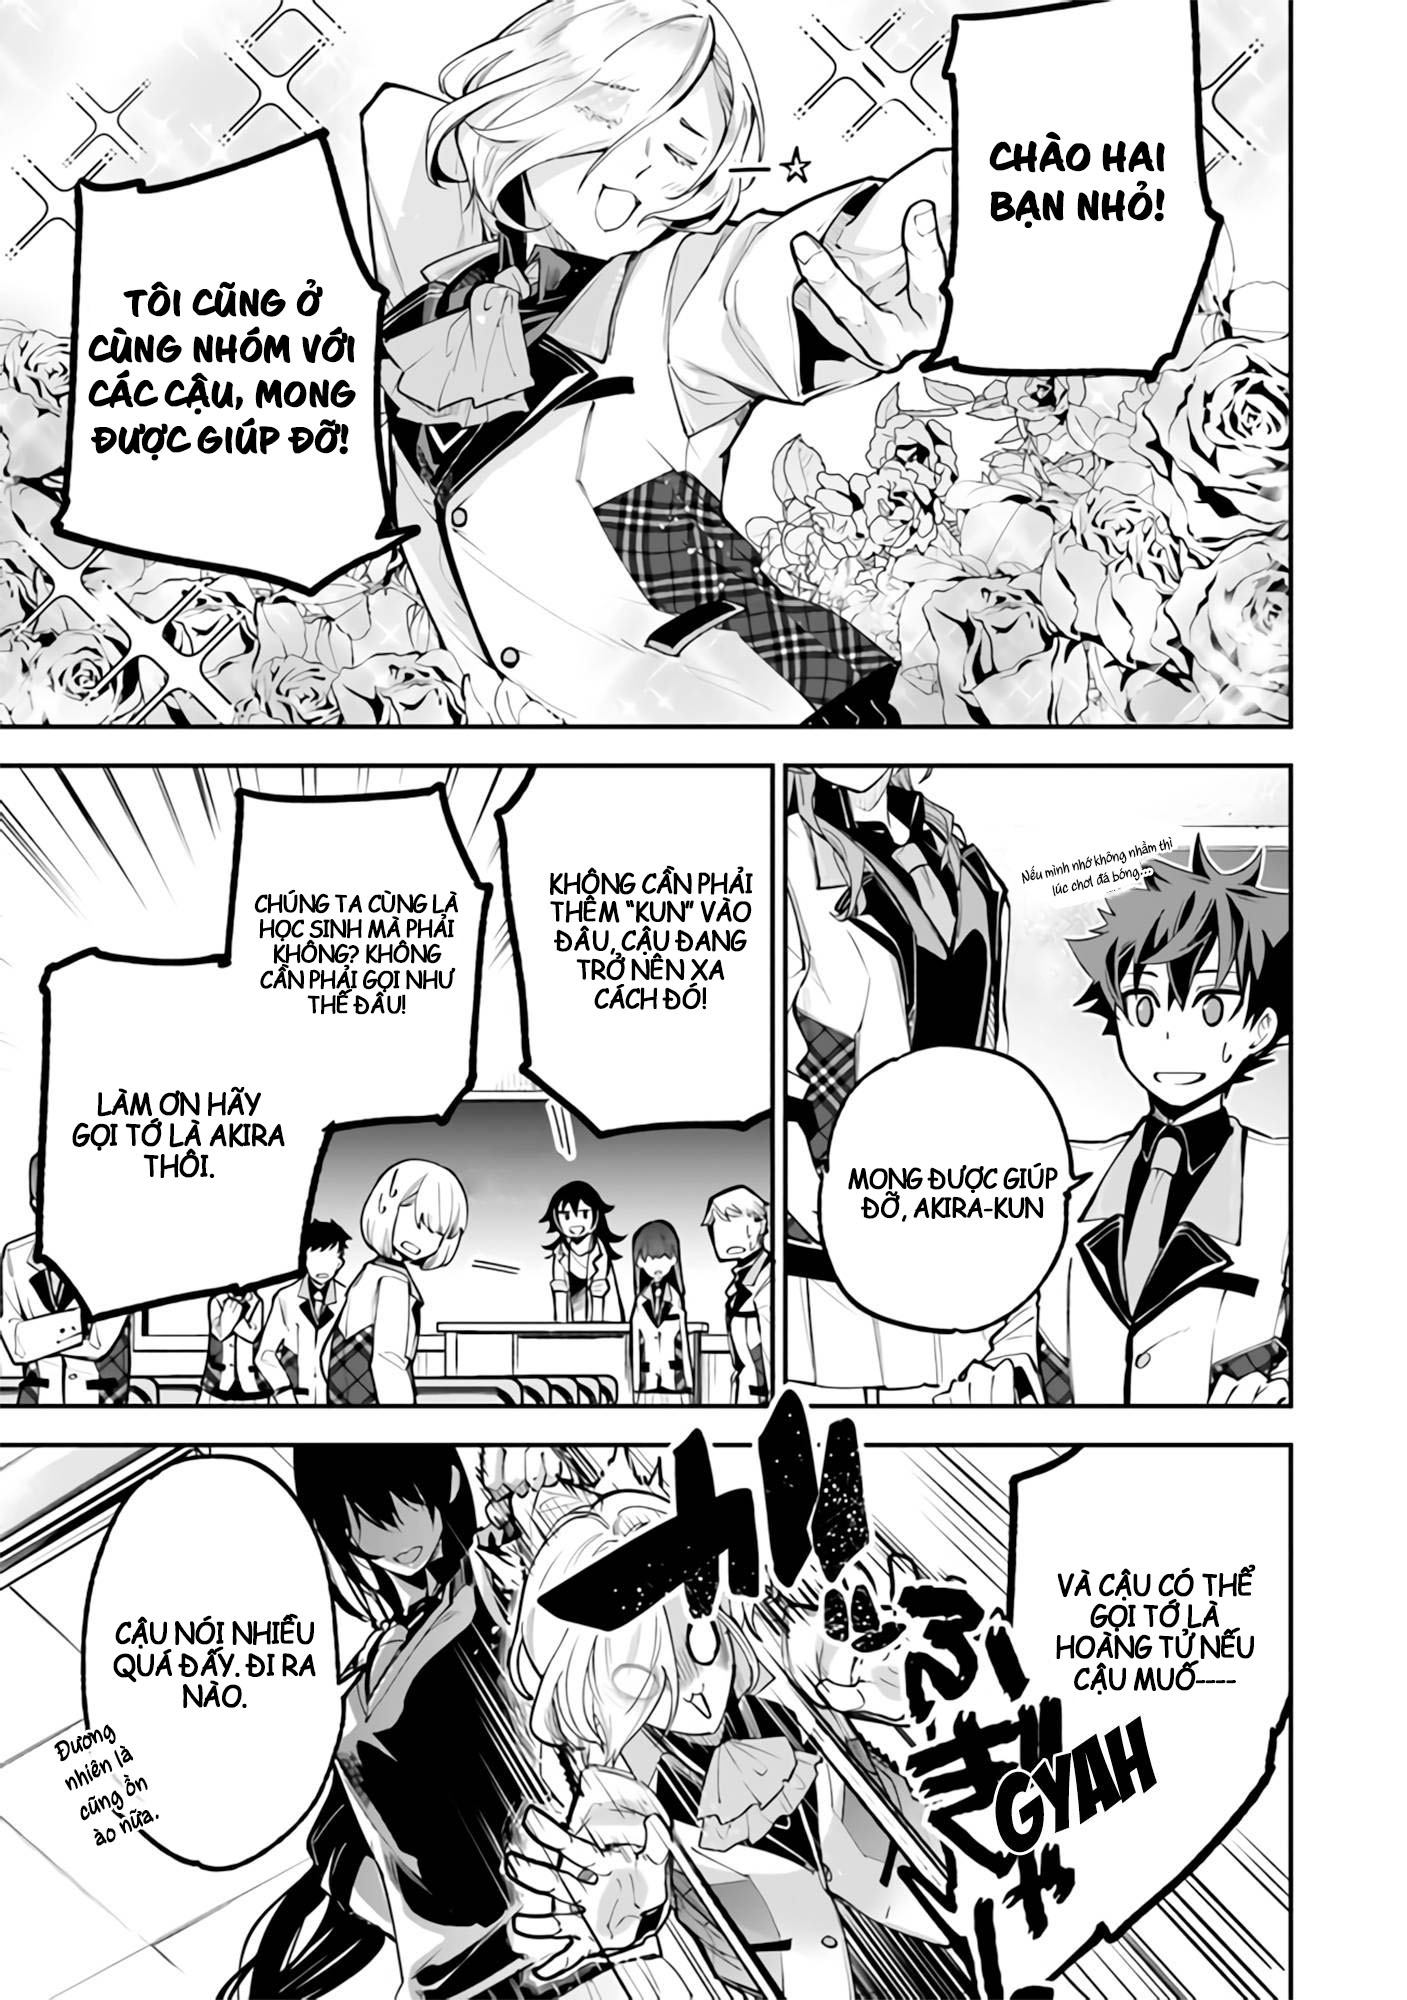 CHÀO HAI
BẠN NHỎ!
TÔI CŨNG Ở
CÙNG NHÓM VỚI
CÁC CẬU, MONG
ĐƯỢC GIÚP ĐỠ!
Nếu mình nhớ không nhầm thì
lúc chơi đá bóng...
MONG ĐƯỢC GIÚP
ĐỠ, AKIRA-KUN
KHÔNG CẦN PHẢI
THÊM “KUN” VÀO
ĐÂU, CẬU ĐANG
TRỞ NÊN XA
CÁCH ĐÓ!
CHÚNG TA CÙNG LÀ
HỌC SINH MÀ PHẢI
KHÔNG? KHÔNG
CẦN PHẢI GỌI NHƯ
THẾ ĐÂU!
LÀM ƠN HÃY
GỌI TỚ LÀ AKIRA
THÔI.
VÀ CẬU CÓ THỂ
GỌI TỚ LÀ
HOÀNG TỬ NẾU
CẬU MUỐ----
ガバ
ふぎゃ
GYAH
CẬU NÓI NHIỀU
QUÁ ĐẤY. ĐI RA
NÀO.
Đương
nhiên là
cũng ồn
ào nữa.